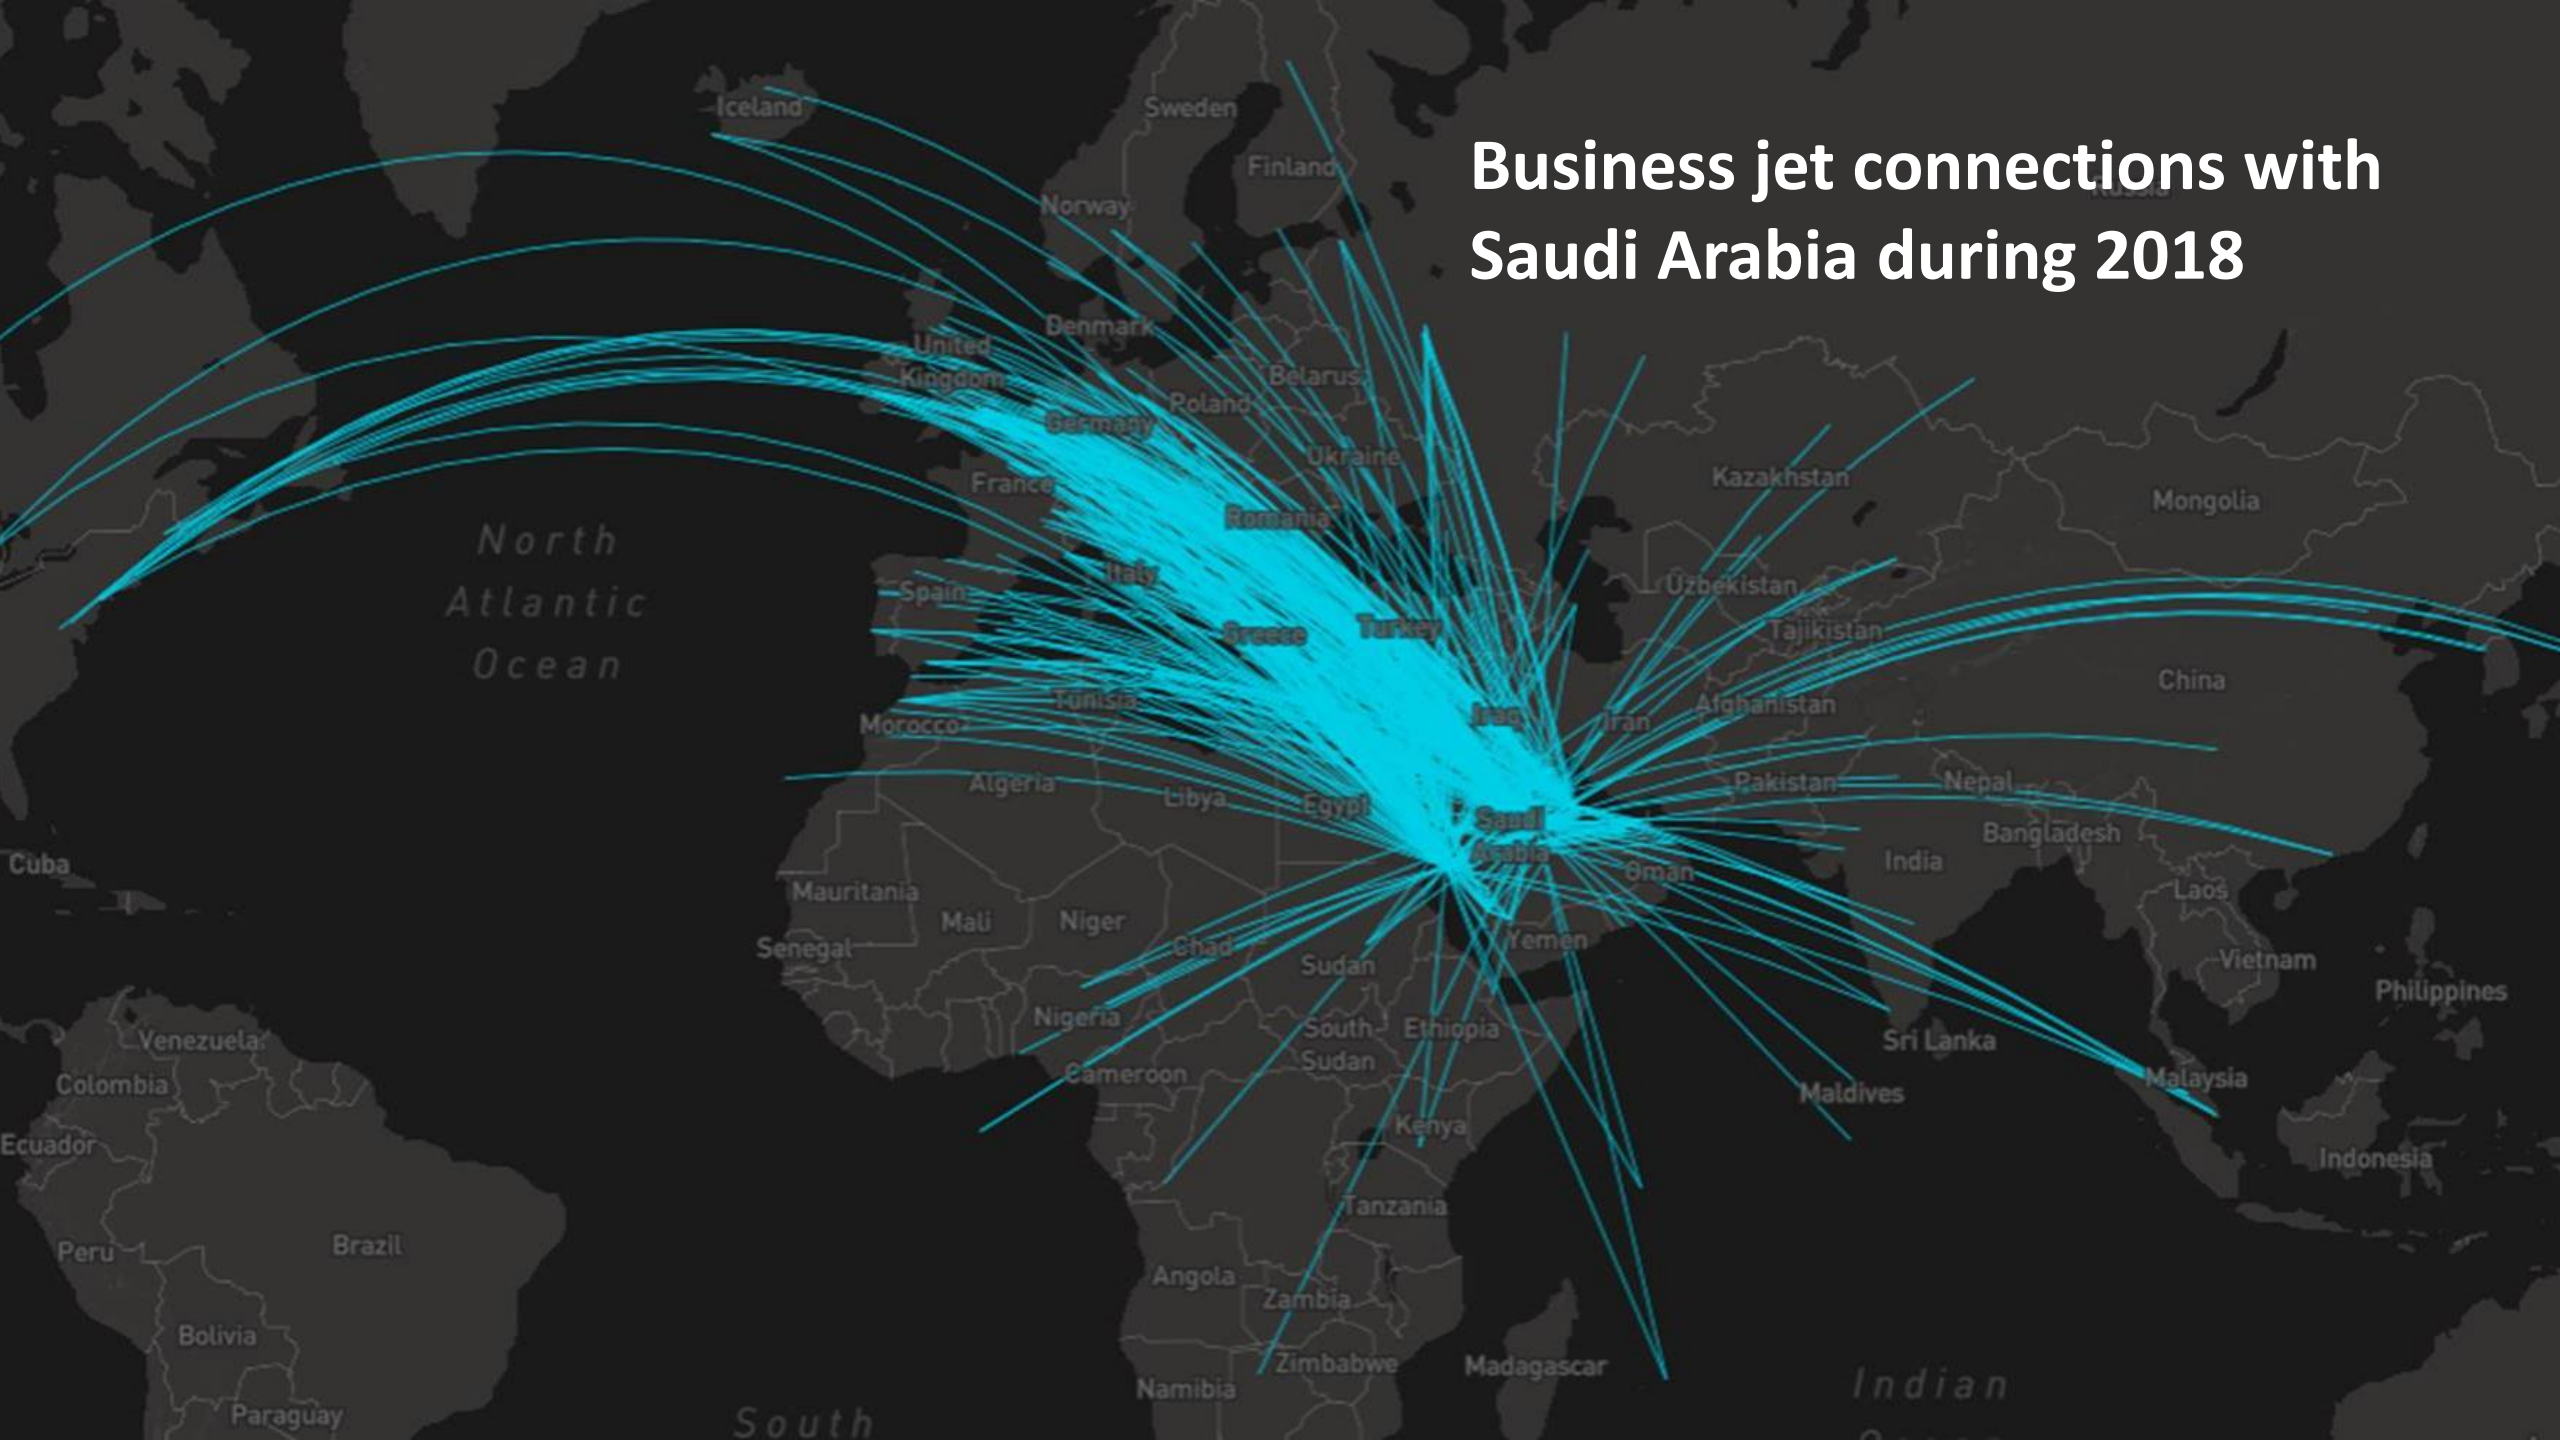 Business jet connections with
Saudi Arabia during 2018
Iceland
Sweden
Finland
Russia
Norway
Denmark
United
Kingdom
Belarus
Poland
Germany
Ukraine
France
Kazakhstan
Mongolia
Romania
North
Atlantic
Ocean
Italy
Spain
Uzbekistan
Greece
Turkey
Tajikistan
China
Tunisia
Morocco
Iraq
Iran
Afghanistan
Algeria
Libya
Egypt
Pakistan
Nepal
Saudi
Arabia
Bangladesh
India
Cuba
Oman
Laos
Mauritania
Mali
Niger
Chad
Senegal
Yemen
Sudan
Vietnam
Philippines
Nigeria
South
Sudan
Ethiopia
Sri Lanka
Venezuela
Colombia
Cameroon
Malaysia
Maldives
Ecuador
Kenya
Indonesia
Tanzania
Peru
Brazil
Angola
Zambia
Bolivia
Zimbabwe
Madagascar
Namibia
Indian
Paraguay
South